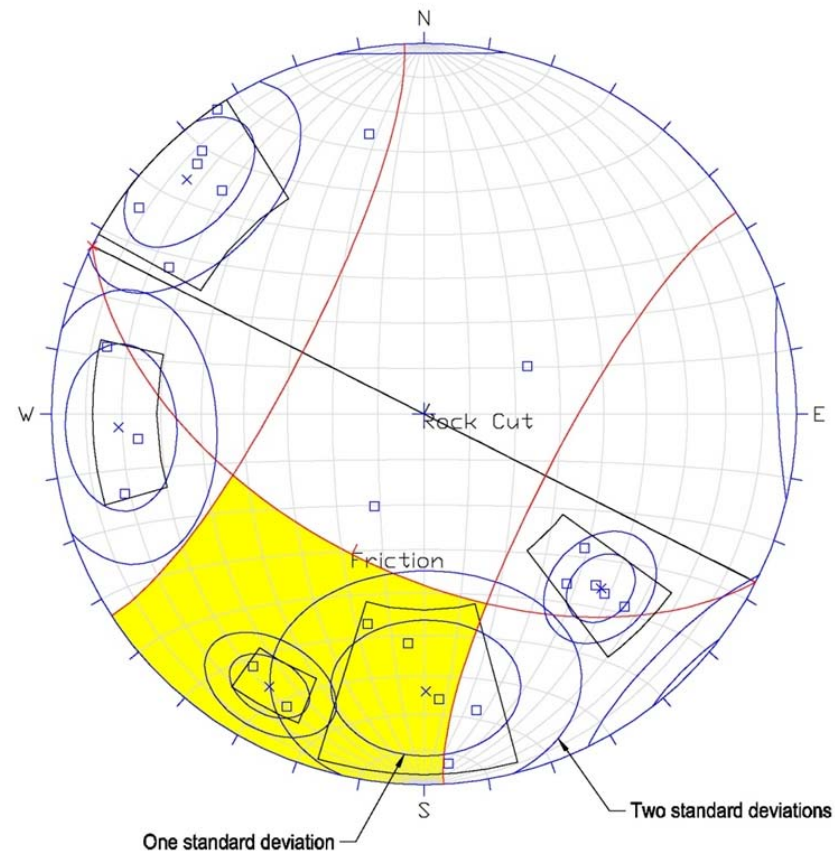 N
W
Rock Cut
E
Friction
S
Two standard deviations
One standard deviation